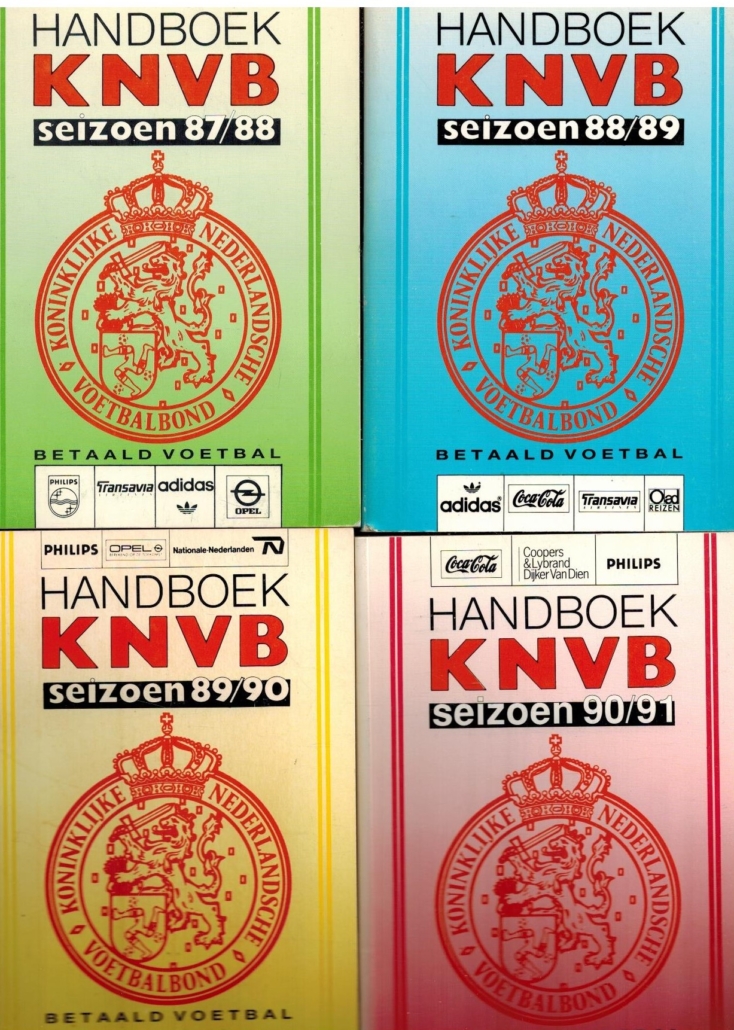 HANDBOEK
KNVB
seizoen 87/88
KONINKLIJKE NEDERLANDSCHE
VOETBALBOND
BETAALD VOETBAL
PHILIPS
Transavia
AIRLINES
adidas
OPEL
HANDBOEK
KNVB
seizoen 88/89
KONINKLIJKE NEDERLANDSCHE
VOETBALBOND
BETAALD VOETBAL
adidas
Coca-Cola
Transavia
AIRLINES
Oad
REIZEN
PHILIPS
OPEL
Nationale-Nederlanden
HANDBOEK
KNVB
seizoen 89/90
KONINKLIJKE NEDERLANDSCHE
VOETBALBOND
BETAALD VOETBAL
Coca-Cola
Coopers
&Lybrand
Dijker Van Dien
PHILIPS
HANDBOEK
KNVB
seizoen 90/91
KONINKLIJKE NEDERLANDSCHE
VOETBALBOND